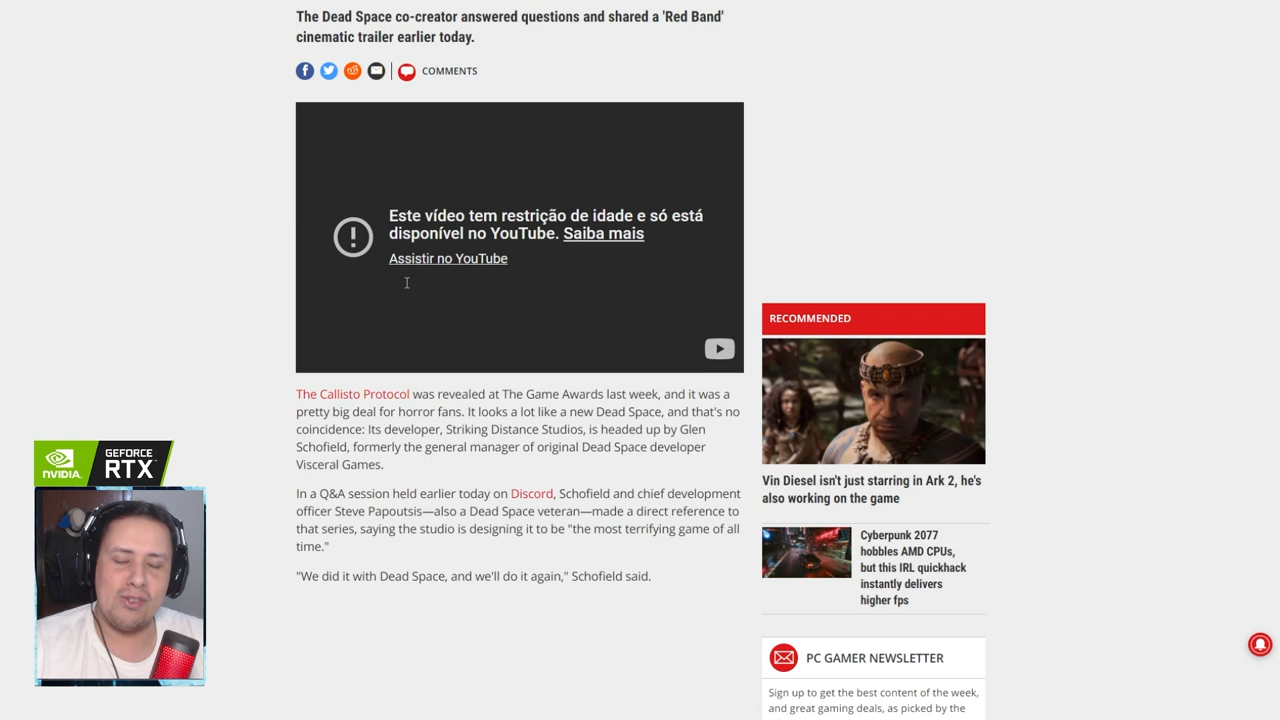 The Dead Space co-creator answered questions and shared a 'Red Band'
cinematic trailer earlier today.
COMMENTS
Este vídeo tem restrição de idade e só está
disponível no YouTube. Saiba mais
Assistir no YouTube
The Callisto Protocol was revealed at The Game Awards last week, and it was a
pretty big deal for horror fans. It looks a lot like a new Dead Space, and that's no
coincidence: Its developer, Striking Distance Studios, is headed up by Glen
Schofield, formerly the general manager of original Dead Space developer
Visceral Games.
In a Q&A session held earlier today on Discord, Schofield and chief development
officer Steve Papoutsis—also a Dead Space veteran—made a direct reference to
that series, saying the studio is designing it to be "the most terrifying game of all
time."
"We did it with Dead Space, and we'll do it again," Schofield said.
RECOMMENDED
Vin Diesel isn't just starring in Ark 2, he's
also working on the game
Cyberpunk 2077
hobbles AMD CPUs,
but this IRL quickhack
instantly delivers
higher fps
PC GAMER NEWSLETTER
Sign up to get the best content of the week,
and great gaming deals, as picked by the
NVIDIA.
GEFORCE
RTX